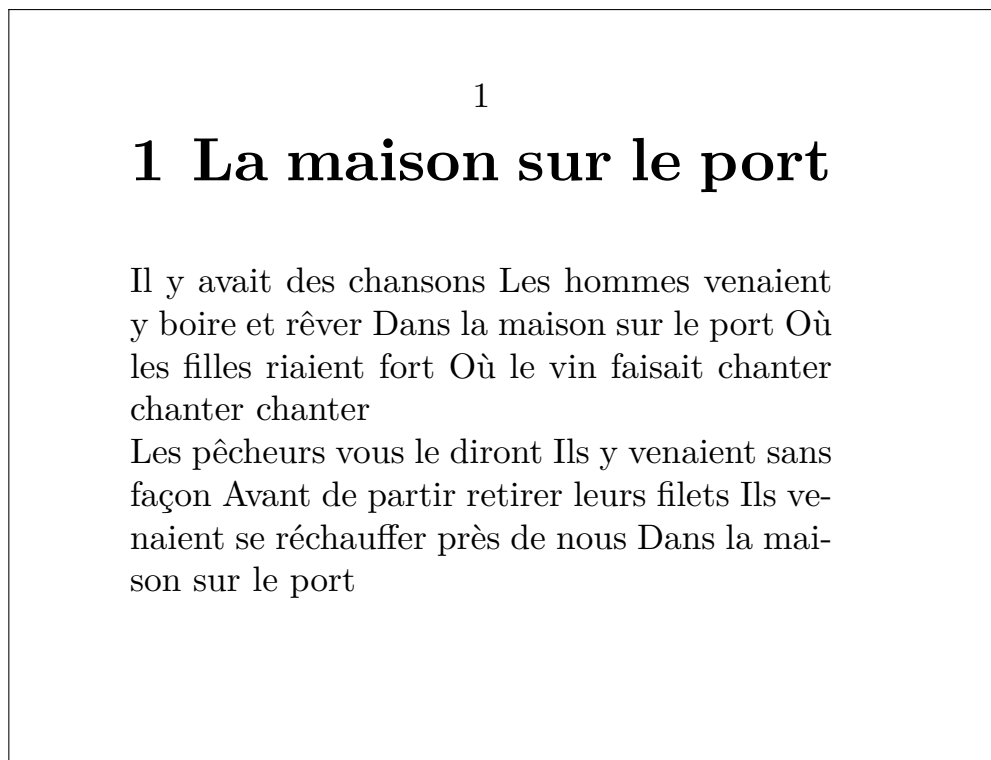 1
1 La maison sur le port
Il y avait des chansons Les hommes venaient
y boire et rêver Dans la maison sur le port Où
les filles riaient fort Où le vin faisait chanter
chanter chanter
Les pêcheurs vous le diront Ils y venaient sans
façon Avant de partir retirer leurs filets Ils ve-
naient se réchauffer près de nous Dans la mai-
son sur le port